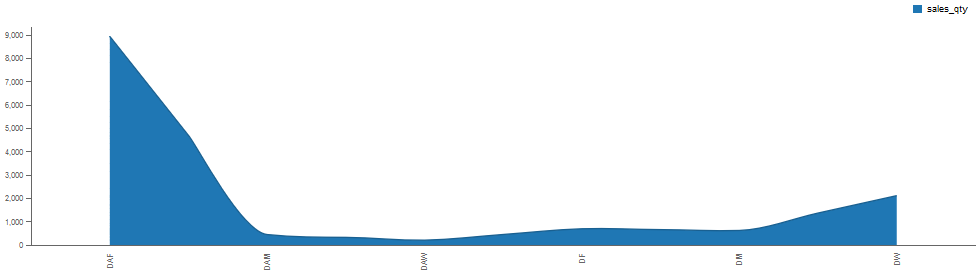 sales_qty
9,000
8,000
7,000
6,000
5,000
4,000
3,000
2,000
1,000
0
DAF
DAM
DAW
DF
DM
DW